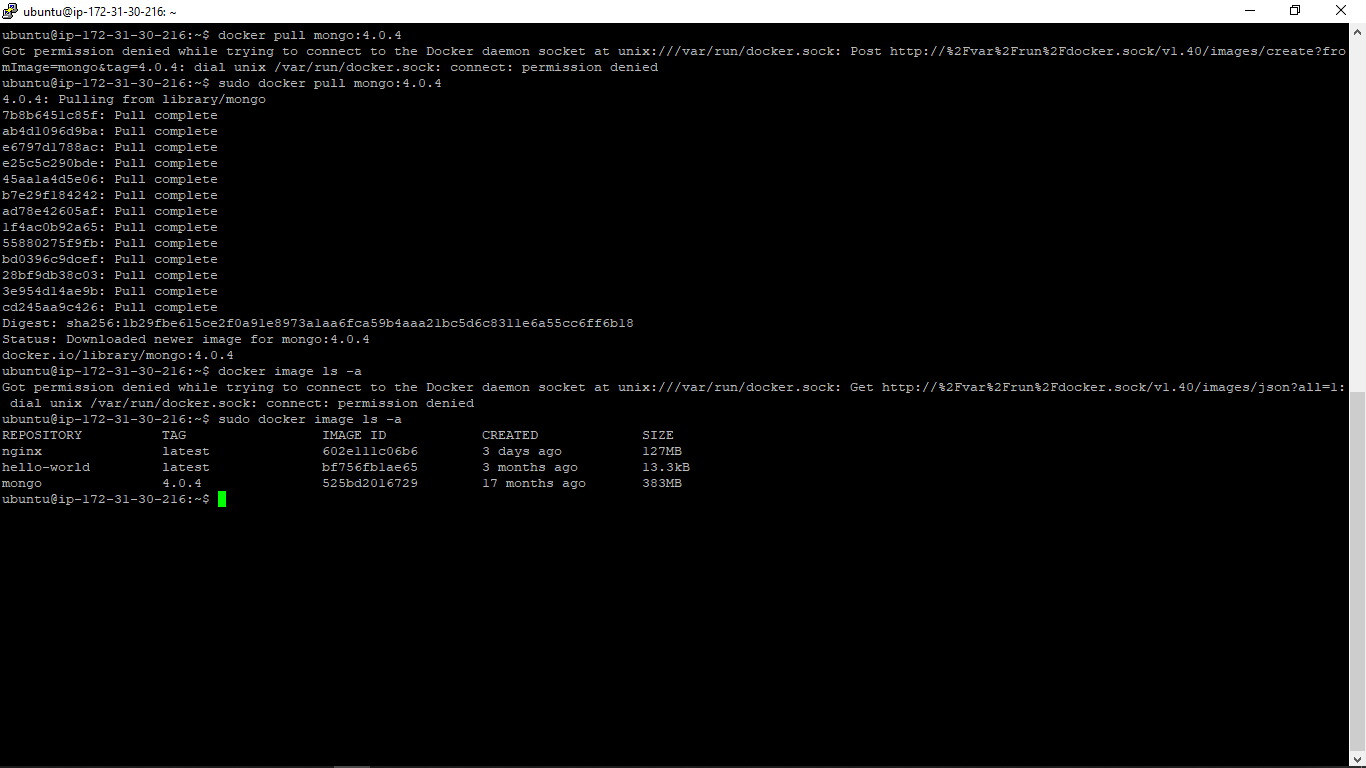 ubuntu@ip-172-31-30-216: ~
ubuntu@ip-172-31-30-216:~$ docker pull mongo:4.0.4
Got permission denied while trying to connect to the Docker daemon socket at unix:///var/run/docker.sock: Post http://%2Fvar%2Frun%2Fdocker.sock/v1.40/images/create?fro
mImage=mongo&tag=4.0.4: dial unix /var/run/docker.sock: connect: permission denied
ubuntu@ip-172-31-30-216:~$ sudo docker pull mongo:4.0.4
4.0.4: Pulling from library/mongo
7b8b6451c85f: Pull complete
ab4d1096d9ba: Pull complete
e6797d1788ac: Pull complete
e25c5c290bde: Pull complete
45aa1a4d5e06: Pull complete
b7e29f184242: Pull complete
ad78e42605af: Pull complete
1f4ac0b92a65: Pull complete
55880275f9fb: Pull complete
bd0396c9dcef: Pull complete
28bf9db38c03: Pull complete
3e954d14ae9b: Pull complete
cd245aa9c426: Pull complete
Digest: sha256:1b29fbe615ce2f0a91e8973a1aa6fca59b4aaa21bc5d6c8311e6a55cc6ff6b18
Status: Downloaded newer image for mongo:4.0.4
docker.io/library/mongo:4.0.4
ubuntu@ip-172-31-30-216:~$ docker image ls -a
Got permission denied while trying to connect to the Docker daemon socket at unix:///var/run/docker.sock: Get http://%2Fvar%2Frun%2Fdocker.sock/v1.40/images/json?all=1:
 dial unix /var/run/docker.sock: connect: permission denied
ubuntu@ip-172-31-30-216:~$ sudo docker image ls -a
REPOSITORY          TAG                 IMAGE ID            CREATED             SIZE
nginx               latest              602e111c06b6        3 days ago          127MB
hello-world         latest              bf756fb1ae65        3 months ago        13.3kB
mongo               4.0.4               525bd2016729        17 months ago       383MB
ubuntu@ip-172-31-30-216:~$